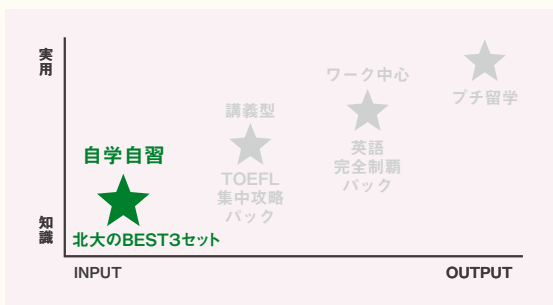 実用
ワーク中心
プチ留学
講義型
英語
完全制覇
パック
自学自習
TOEFL
集中攻略
パック
知識
北大のBEST3セット
INPUT
OUTPUT